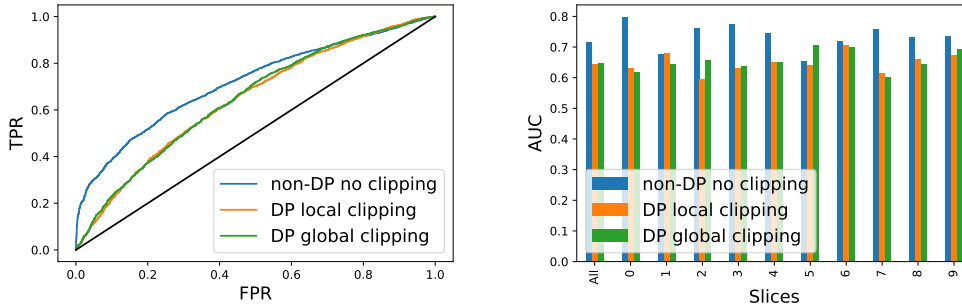 1.0
0.8
0.6
0.4
0.2
0.0
TPR
0.0 0.2 0.4 0.6 0.8 1.0
FPR
non-DP no clipping
DP local clipping
DP global clipping
0.8
0.7
0.6
0.5
0.4
0.3
0.2
0.1
0.0
AUC
All 0 1 2 3 4 5 6 7 8 9
Slices
non-DP no clipping
DP local clipping
DP global clipping